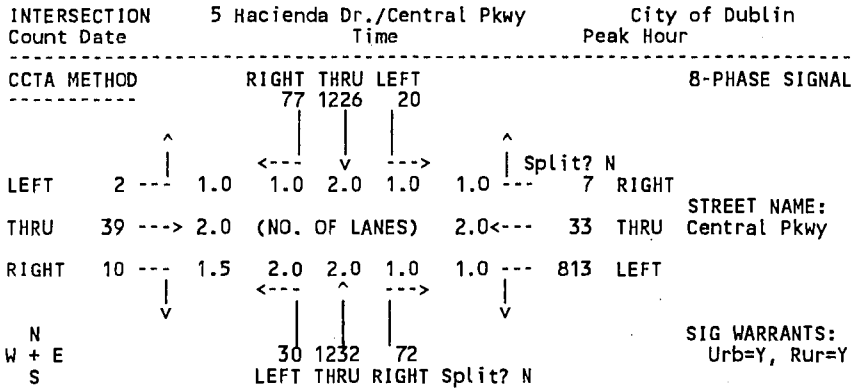 INTERSECTION 5 Hacienda Dr./Central Pkwy City of Dublin
Count Date Time Peak Hour
--------------------------------------------------------------------------------
CCTA METHOD RIGHT THRU LEFT 8-PHASE SIGNAL
----------- 77 1226 20
^ ^
<--- v ---> Split? N
LEFT 2 --- 1.0 1.0 2.0 1.0 1.0 --- 7 RIGHT
STREET NAME:
THRU 39 ---> 2.0 (NO. OF LANES) 2.0<--- 33 THRU Central Pkwy
RIGHT 10 --- 1.5 2.0 2.0 1.0 1.0 --- 813 LEFT
<--- ^ --->
v v
N SIG WARRANTS:
W + E 30 1232 72 Urb=Y, Rur=Y
S LEFT THRU RIGHT Split? N